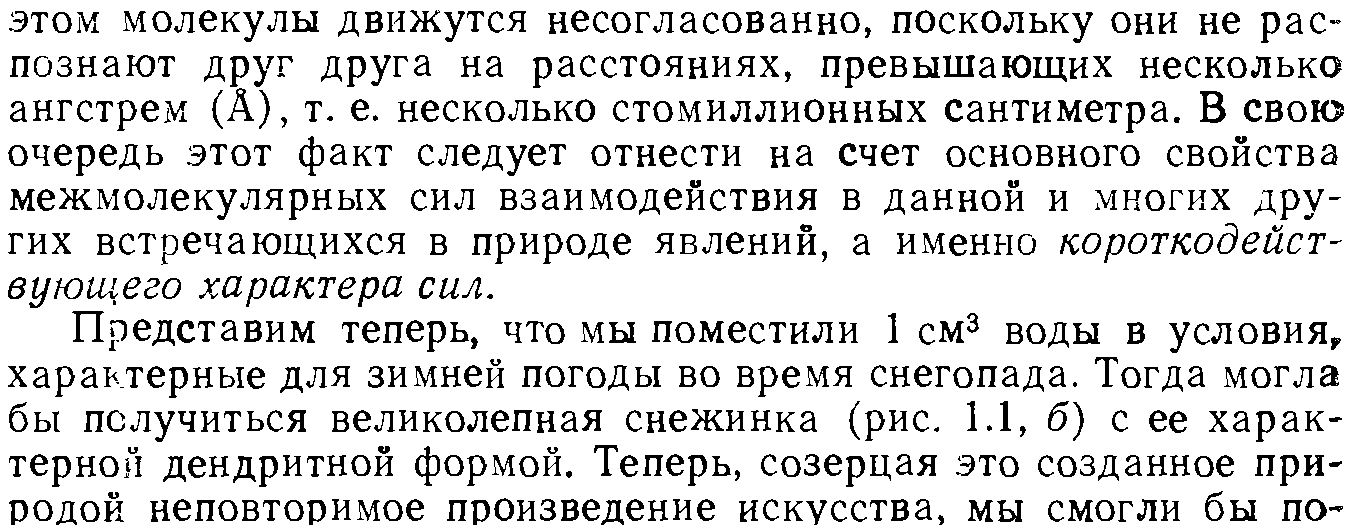 этом молекулы движутся несогласованно, поскольку они не рас-
познают друг друга на расстояниях, превышающих несколько
ангстрем (Å), т. е. несколько стомиллионных сантиметра. В свою
очередь этот факт следует отнести на счет основного свойства
межмолекулярных сил взаимодействия в данной и многих дру-
гих встречающихся в природе явлений, а именно короткодейст-
вующего характера сил.
Представим теперь, что мы поместили 1 см³ воды в условия,
характерные для зимней погоды во время снегопада. Тогда могла
бы получиться великолепная снежинка (рис. 1.1, б) с ее харак-
терной дендритной формой. Теперь, созерцая это созданное при-
родой неповторимое произведение искусства, мы смогли бы по-